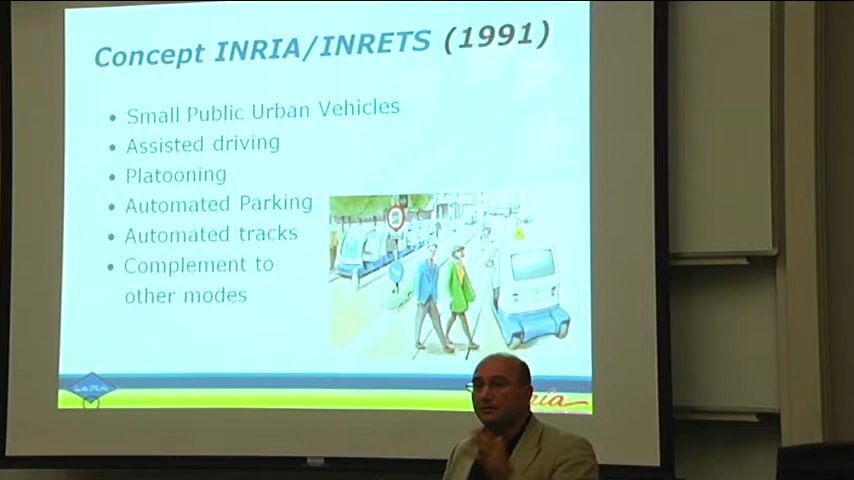 Concept INRIA/INRETS (1991)
• Small Public Urban Vehicles
• Assisted driving
• Platooning
• Automated Parking
• Automated tracks
• Complement to
other modes